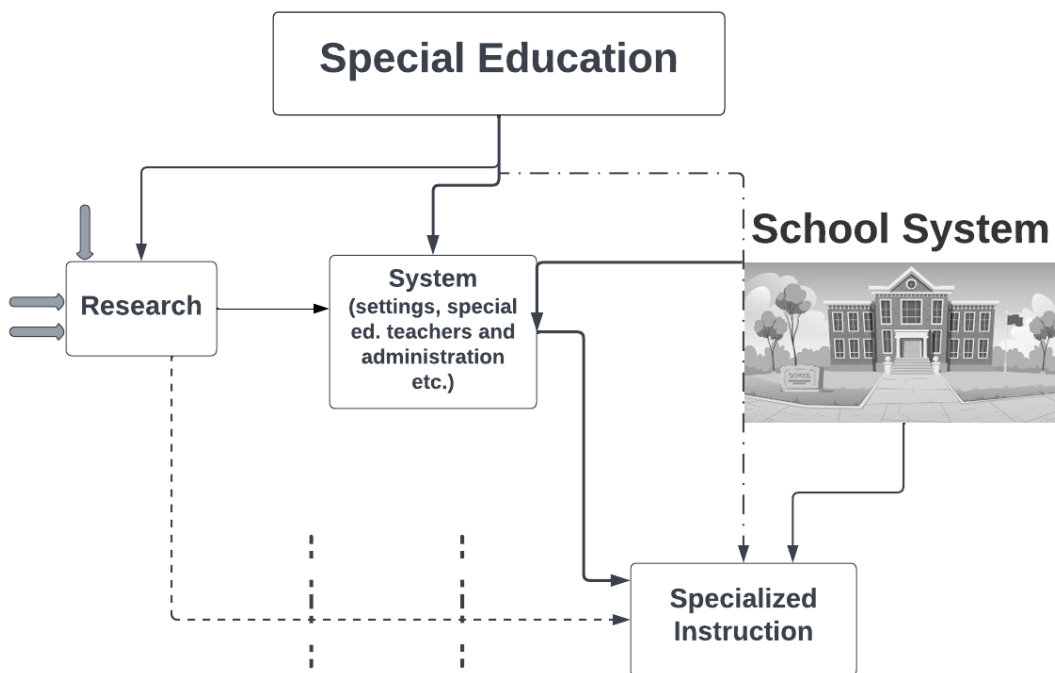 Special Education
School System
Research
System
(settings, special
ed. teachers and
administration
etc.)
SCHOOL
Specialized
Instruction